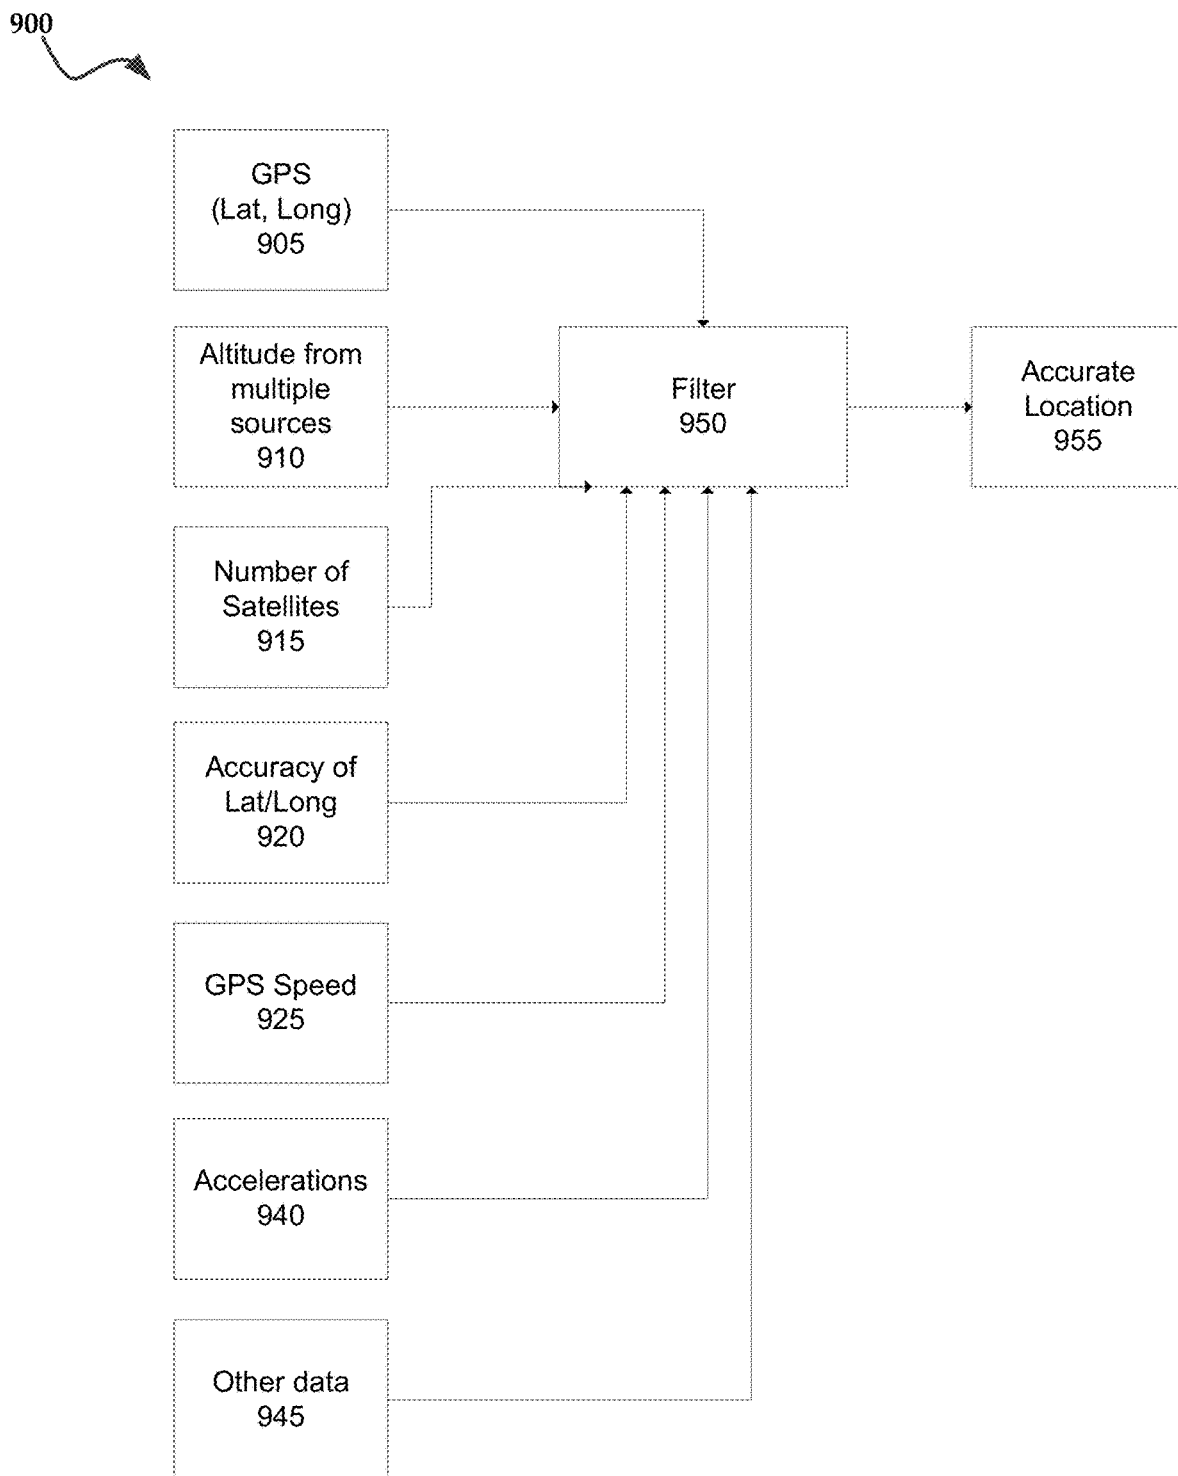 900
GPS
(Lat, Long)
905
Altitude from
multiple
sources
910
Filter
950
Accurate
Location
955
Number of
Satellites
915
Accuracy of
Lat/Long
920
GPS Speed
925
Accelerations
940
Other data
945